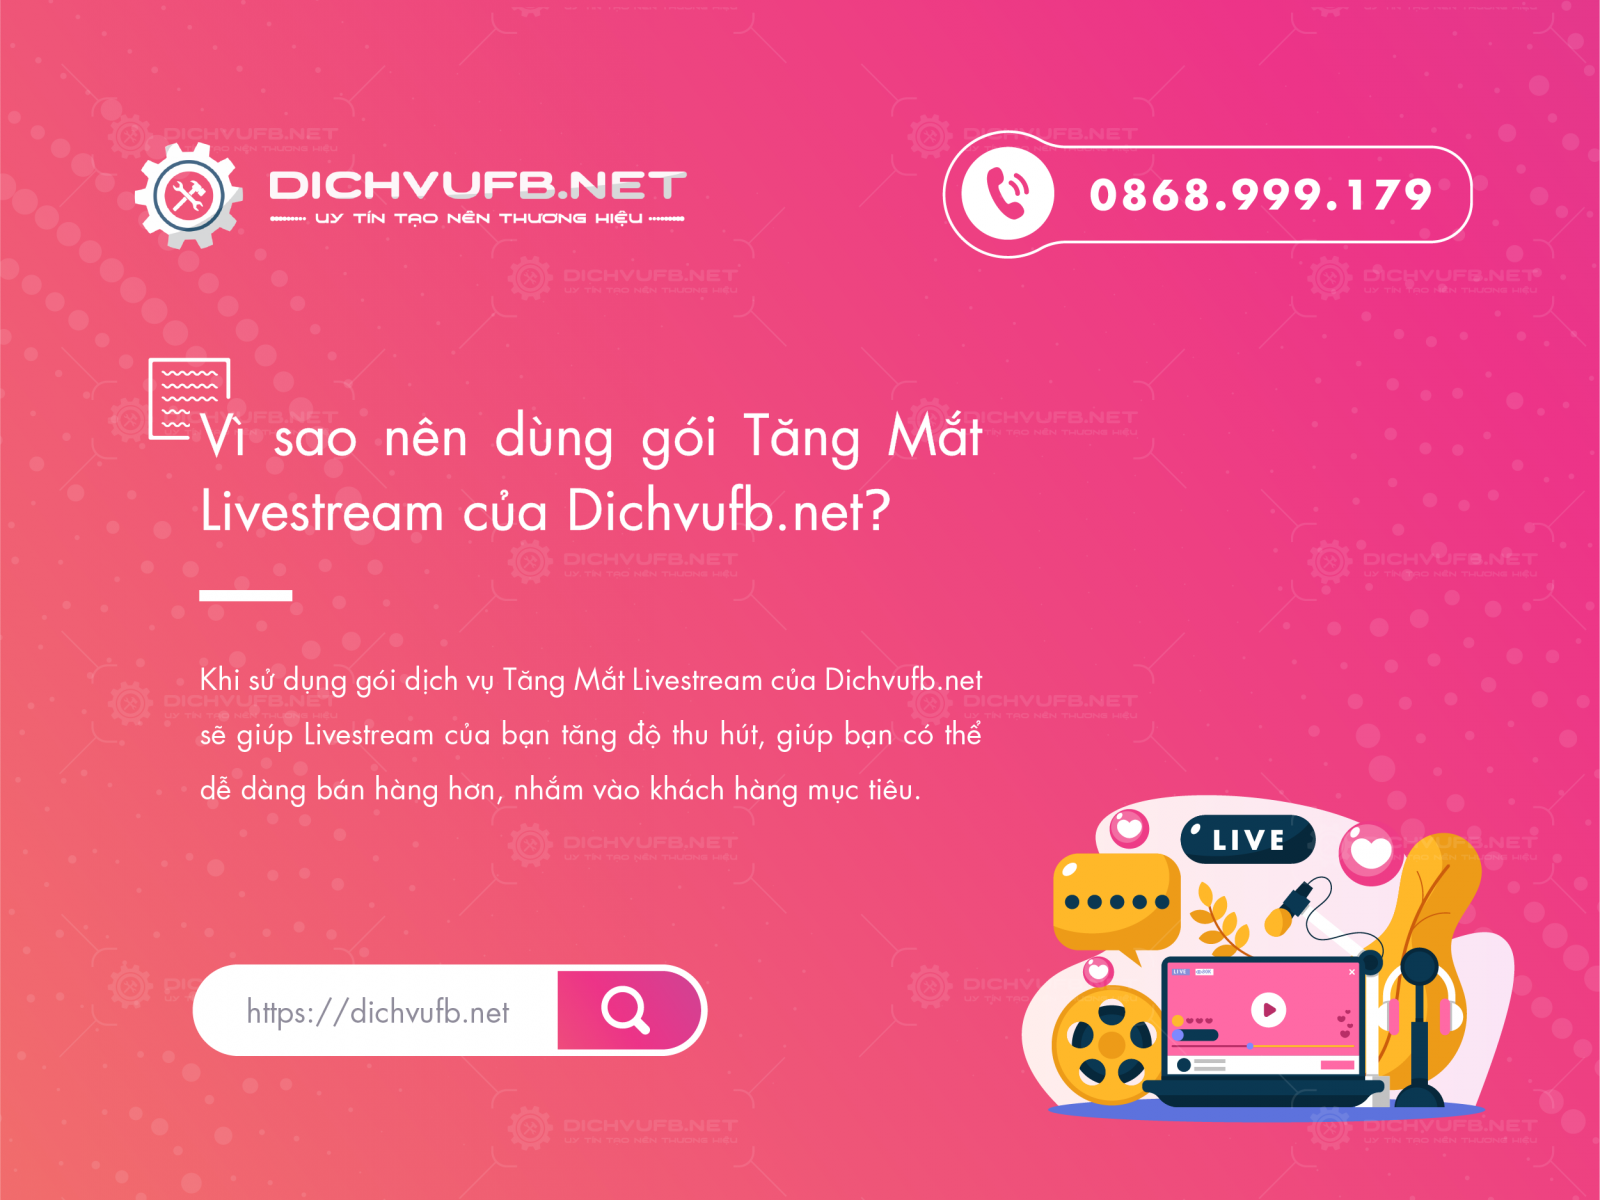 DICHVUFB.NET
UY TÍN TẠO NÊN THƯƠNG HIỆU
0868.999.179
Vì sao nên dùng gói Tăng Mắt
Livestream của Dichvufb.net?
Khi sử dụng gói dịch vụ Tăng Mắt Livestream của Dichvufb.net
sẽ giúp Livestream của bạn tăng độ thu hút, giúp bạn có thể
dễ dàng bán hàng hơn, nhắm vào khách hàng mục tiêu.
https://dichvufb.net
LIVE
LIVE